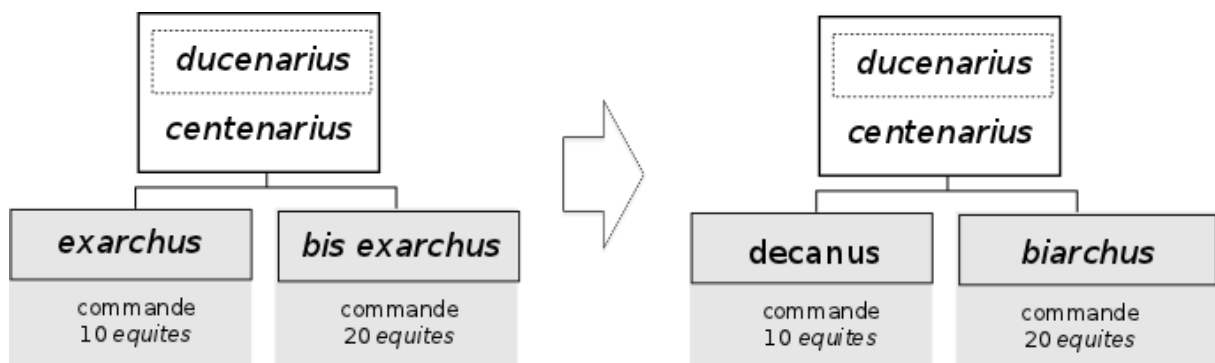 ducenarius
centenarius
exarchus
bis exarchus
commande
10 equites
commande
20 equites
ducenarius
centenarius
decanus
biarchus
commande
10 equites
commande
20 equites